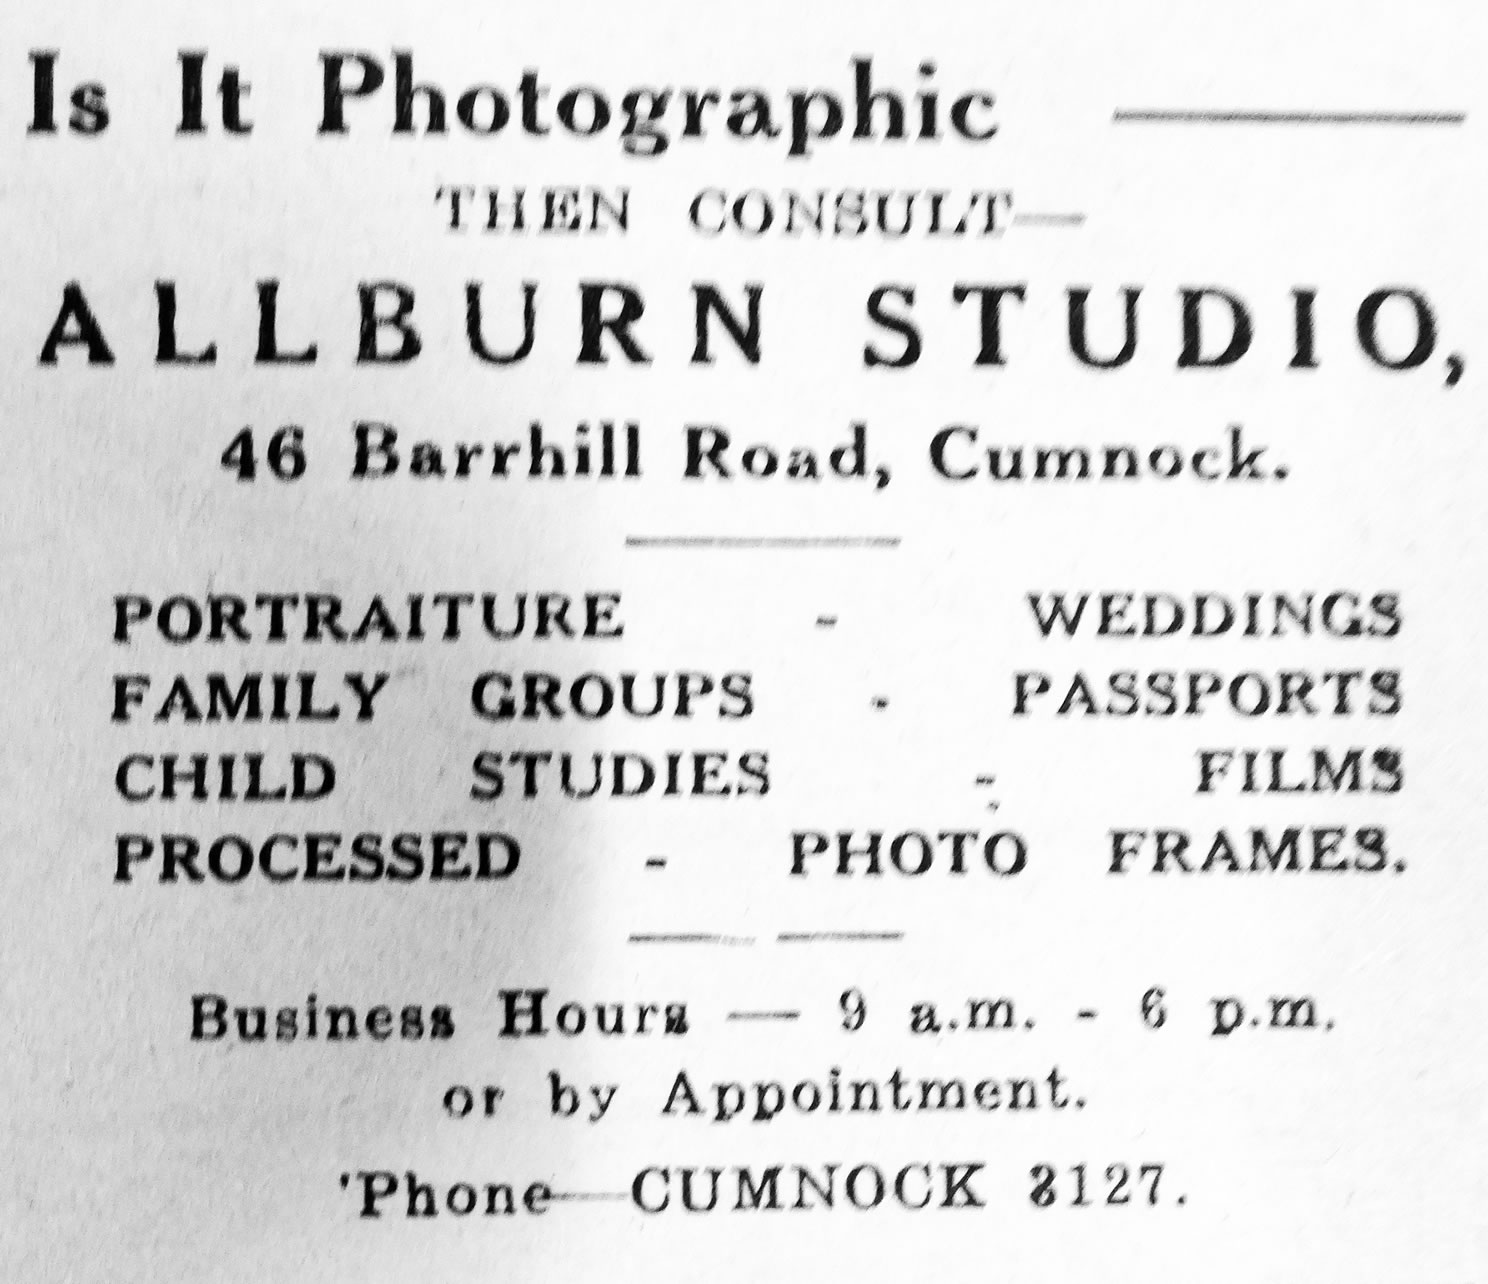 Is It Photographic ———
THEN CONSULT—
ALLBURN STUDIO,
46 Barrhill Road, Cumnock.
PORTRAITURE - WEDDINGS
FAMILY GROUPS - PASSPORTS
CHILD STUDIES - FILMS
PROCESSED - PHOTO FRAMES.
Business Hours — 9 a.m. - 6 p.m.
or by Appointment.
'Phone—CUMNOCK